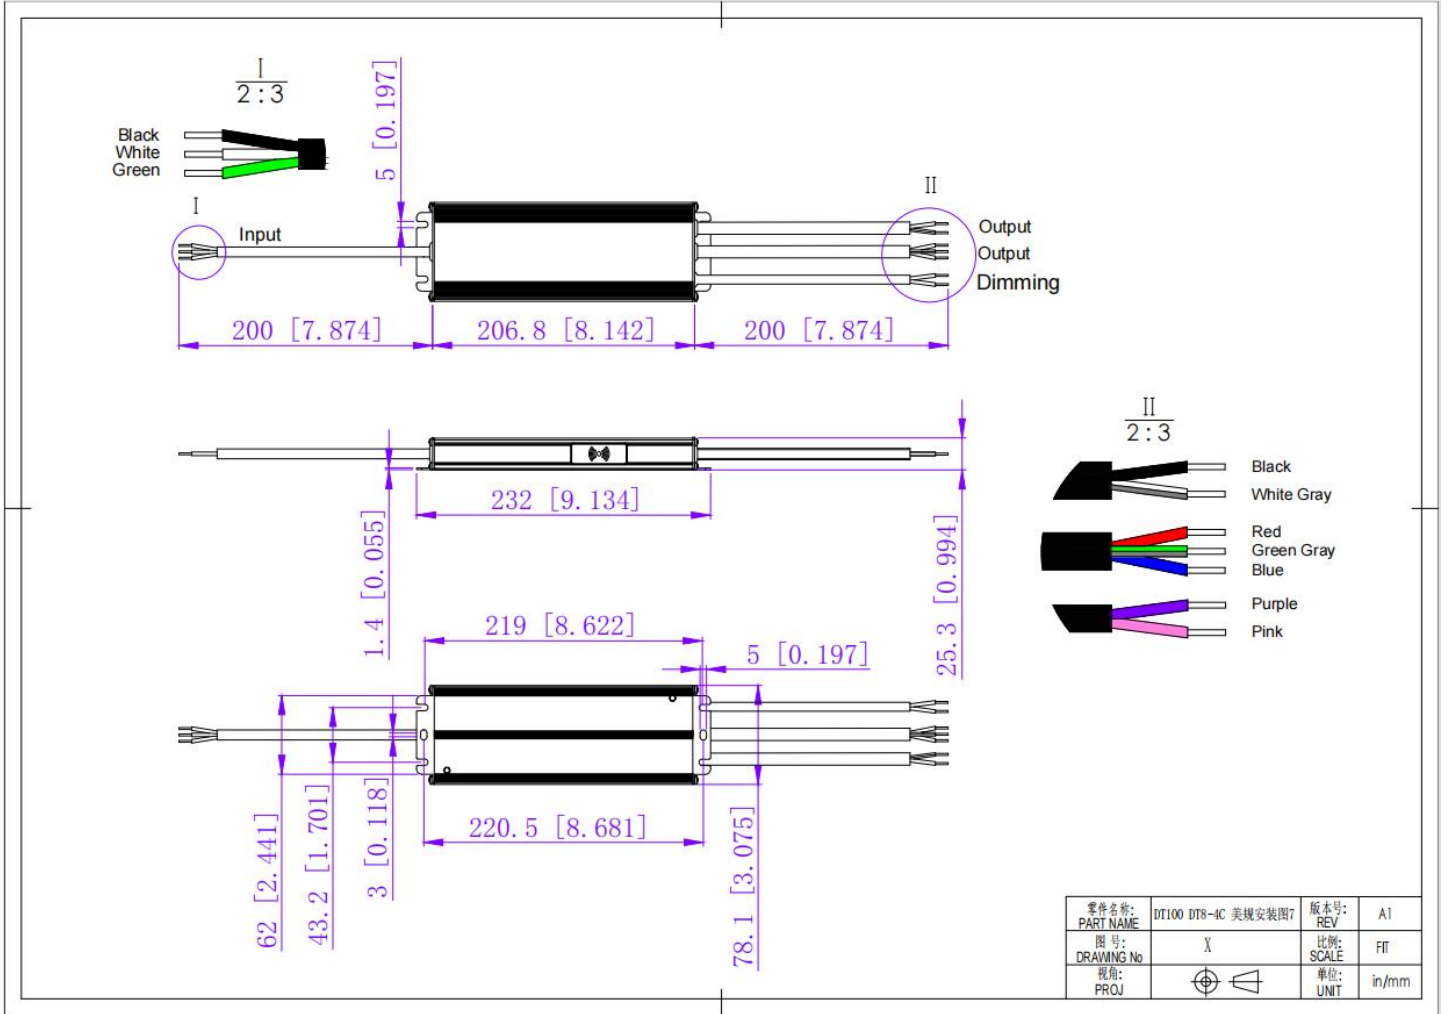 I
2:3
Black
White
Green
I
Input
5 [0.197]
II
Output
Output
Dimming
200 [7.874]
206.8 [8.142]
200 [7.874]
232 [9.134]
1.4 [0.055]
25.3 [0.994]
II
2:3
Black
White Gray
Red
Green Gray
Blue
Purple
Pink
219 [8.622]
5 [0.197]
62 [2.441]
43.2 [1.701]
3 [0.118]
220.5 [8.681]
78.1 [3.075]
零件名称: DT100 DT8-4C 美规安装图7 版本号: A1
PART NAME REV
图 号: X 比例: FIT
DRAWING No SCALE
视角: 单位: in/mm
PROJ UNIT